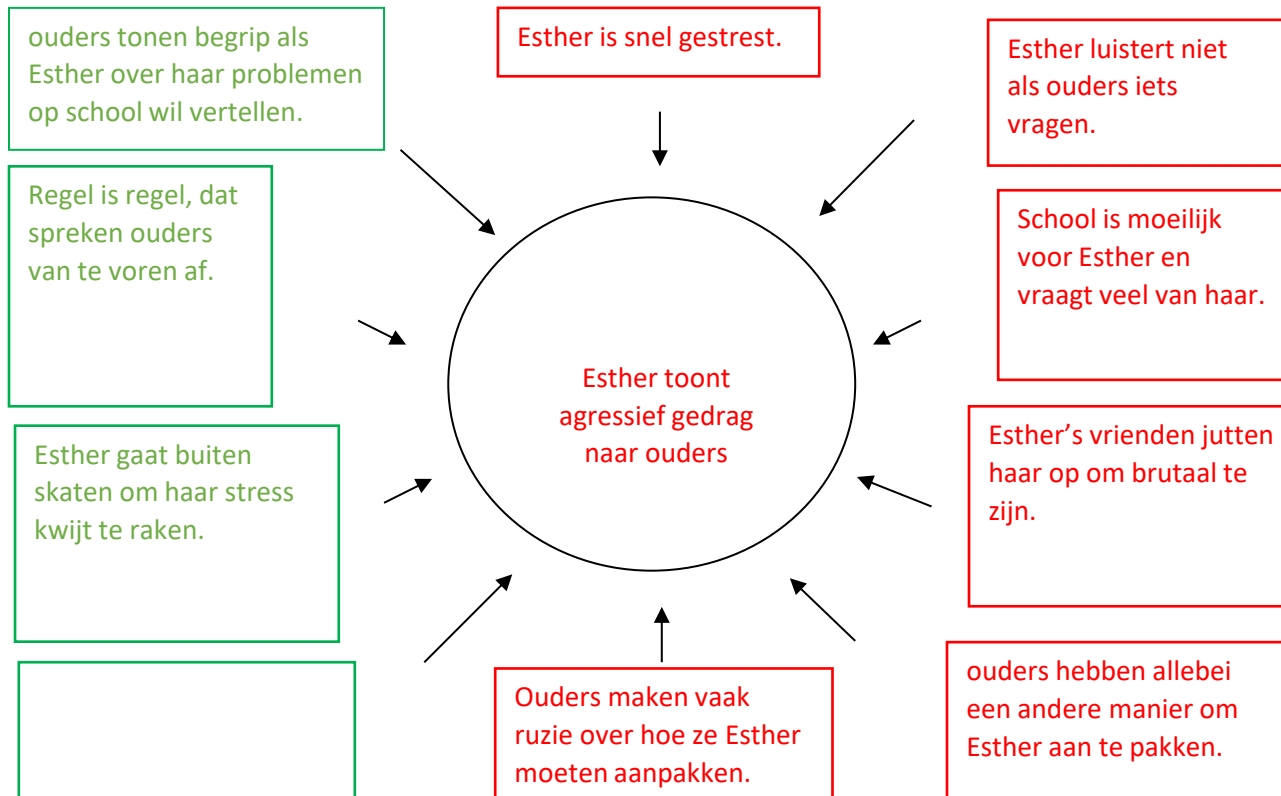 ouders tonen begrip als
Esther over haar problemen
op school wil vertellen.
Esther is snel gestrest.
Esther luistert niet
als ouders iets
vragen.
Regel is regel, dat
spreken ouders
van te voren af.
School is moeilijk
voor Esther en
vraagt veel van haar.
Esther toont
agressief gedrag
naar ouders
Esther gaat buiten
skaten om haar stress
kwijt te raken.
Esther’s vrienden jutten
haar op om brutaal te
zijn.
Ouders maken vaak
ruzie over hoe ze Esther
moeten aanpakken.
ouders hebben allebei
een andere manier om
Esther aan te pakken.